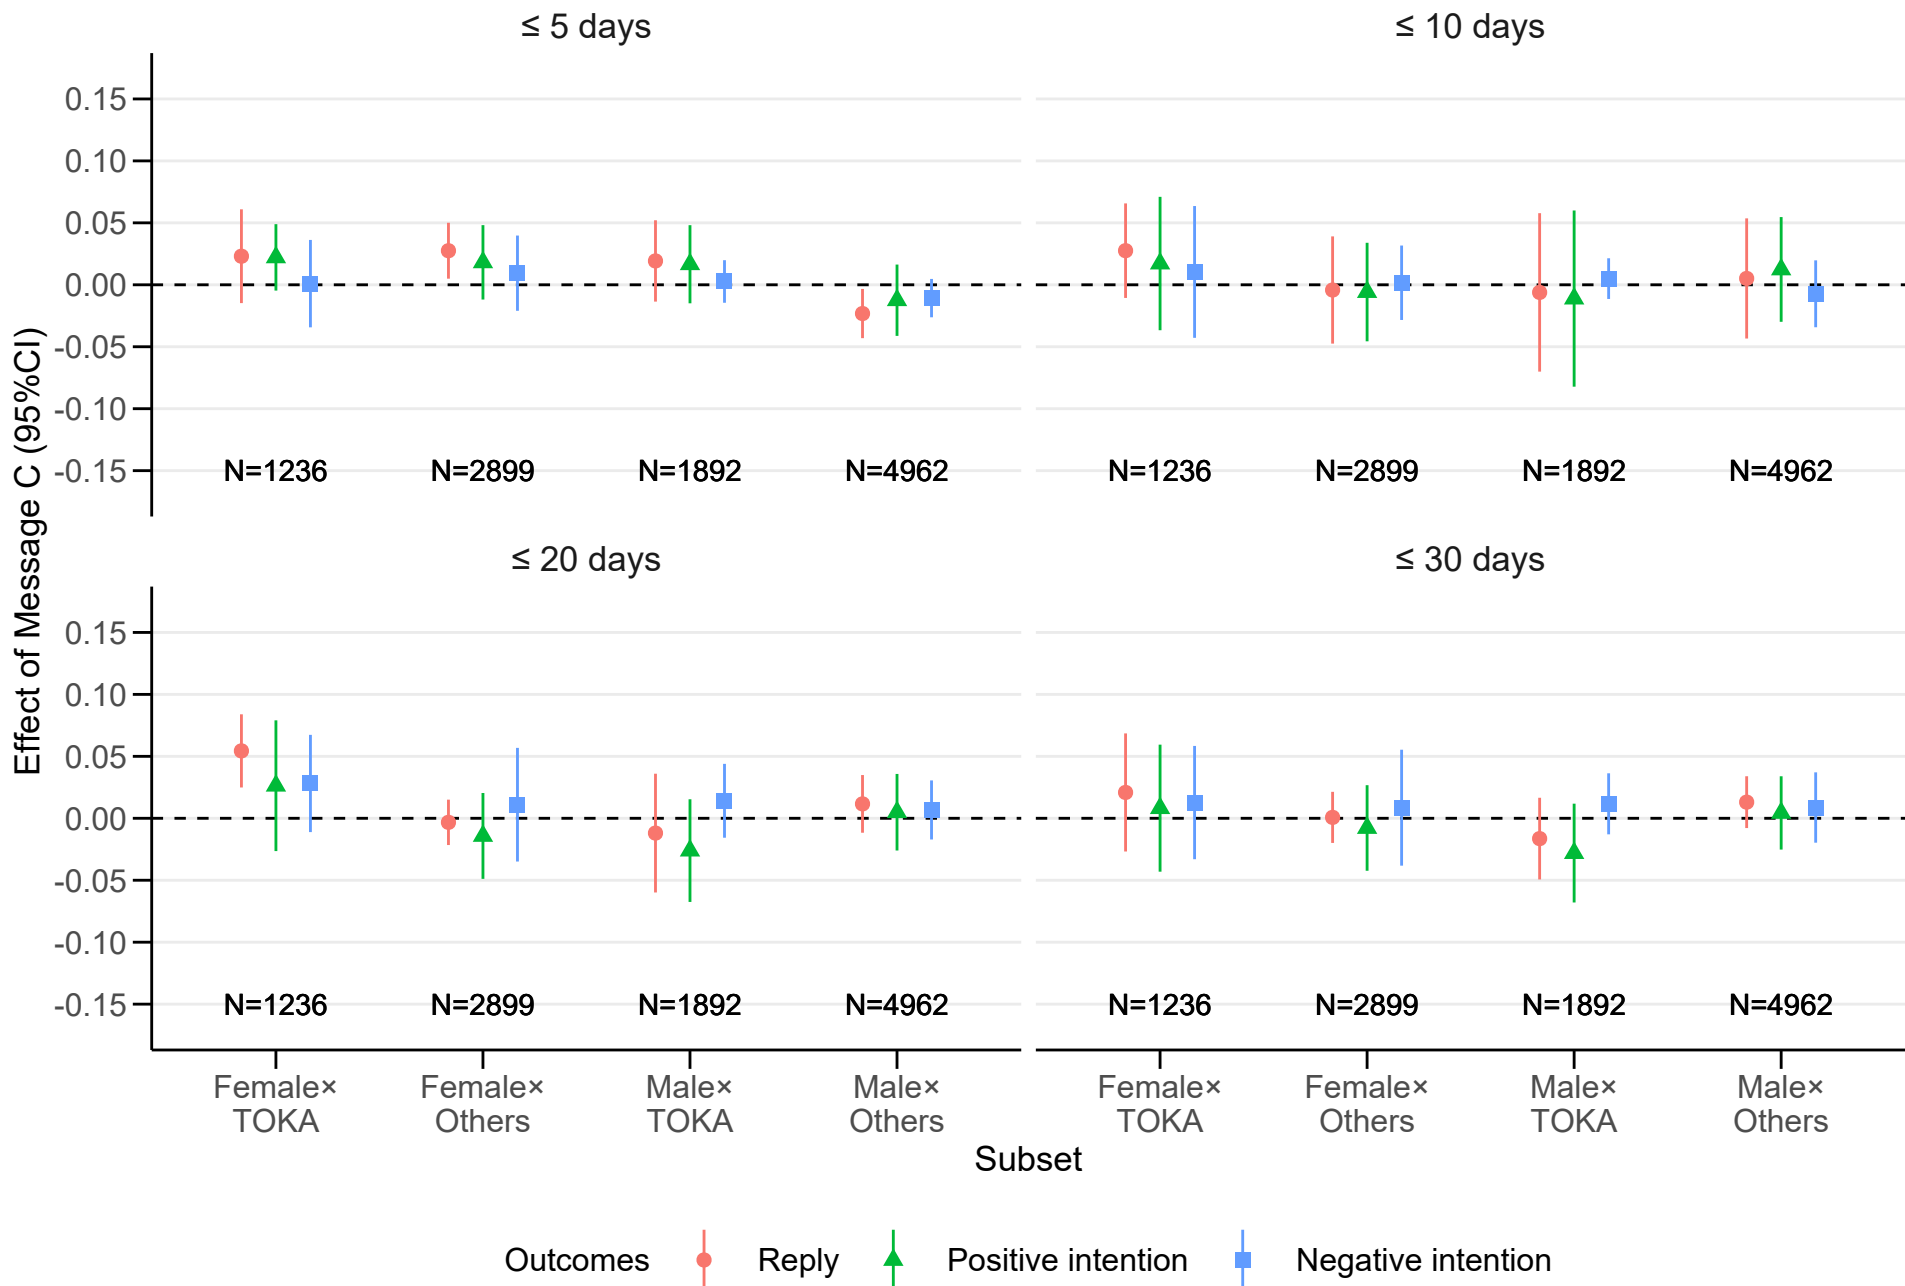 ≤ 5 days
≤ 10 days
0.15
0.10
0.05
0.00
-0.05
-0.10
-0.15
N=1236
N=2899
N=1892
N=4962
N=1236
N=2899
N=1892
N=4962
Effect of Message C (95%CI)
≤ 20 days
≤ 30 days
0.15
0.10
0.05
0.00
-0.05
-0.10
-0.15
N=1236
N=2899
N=1892
N=4962
N=1236
N=2899
N=1892
N=4962
Female×
TOKA
Female×
Others
Male×
TOKA
Male×
Others
Female×
TOKA
Female×
Others
Male×
TOKA
Male×
Others
Subset
Outcomes
Reply
Positive intention
Negative intention